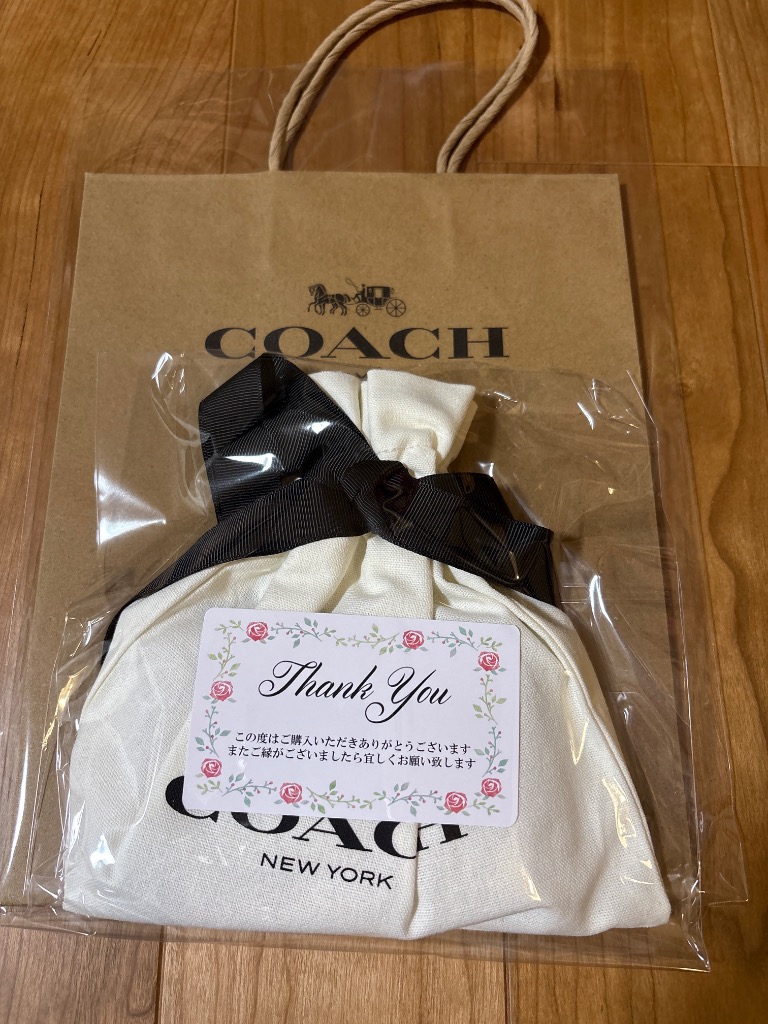 COACH
Thank You
この度はご購入いただきありがとうございます
またご縁がございましたら宜しくお願い致します
COACH
NEW YORK